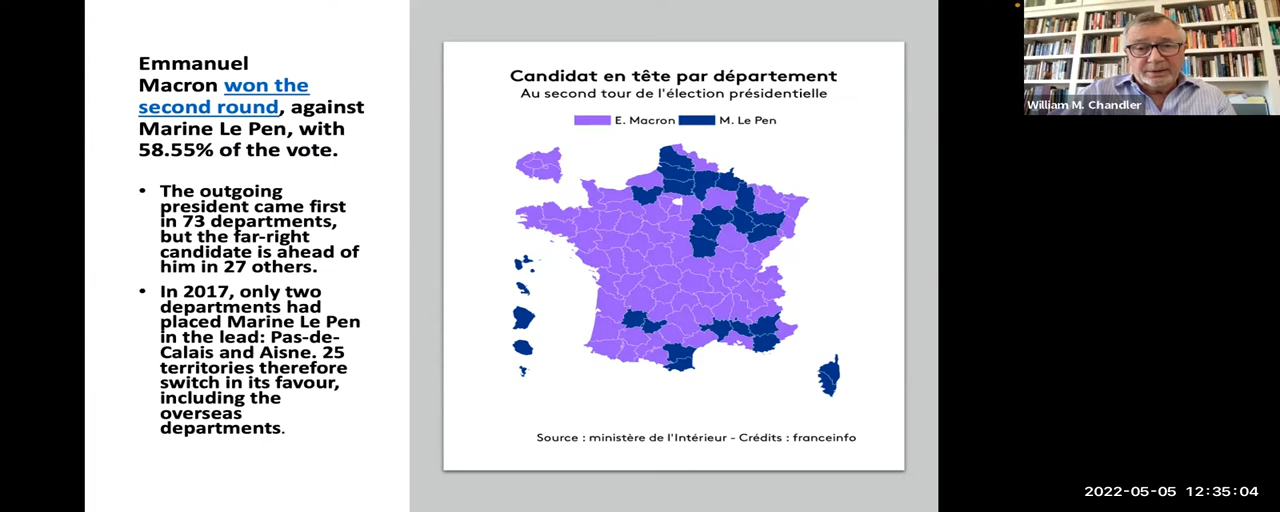 Emmanuel
Macron won the
second round, against
Marine Le Pen, with
58.55% of the vote.
• The outgoing
president came first
in 73 departments,
but the far-right
candidate is ahead of
him in 27 others.
• In 2017, only two
departments had
placed Marine Le Pen
in the lead: Pas-de-
Calais and Aisne. 25
territories therefore
switch in its favour,
including the
overseas
departments.
Candidat en tête par département
Au second tour de l'élection présidentielle
E. Macron M. Le Pen
Source : ministère de l'Intérieur - Crédits : franceinfo
William M. Chandler
2022-05-05 12:35:04